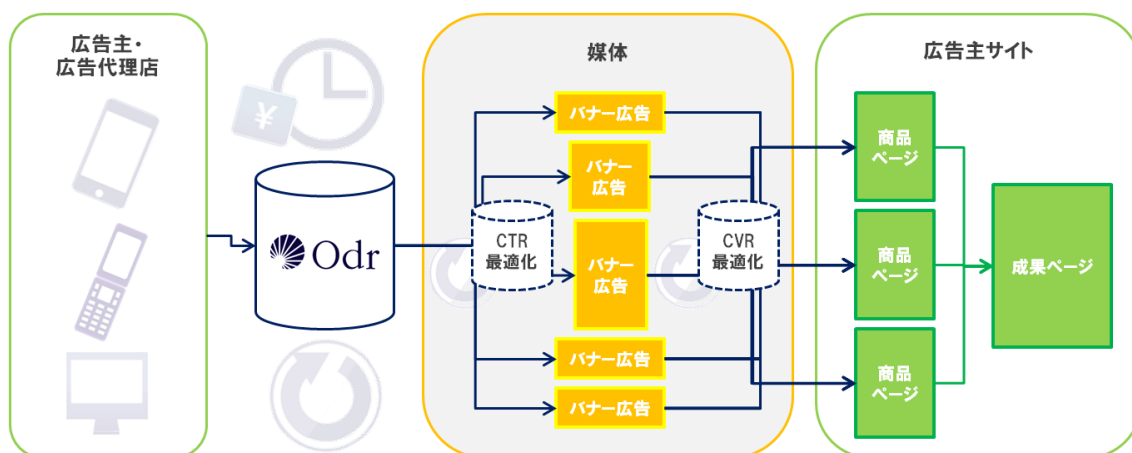 広告主・
広告代理店
¥
Odr
媒体
CTR
最適化
バナー広告
バナー
広告
バナー
広告
バナー広告
バナー広告
CVR
最適化
広告主サイト
商品
ページ
商品
ページ
商品
ページ
成果ページ